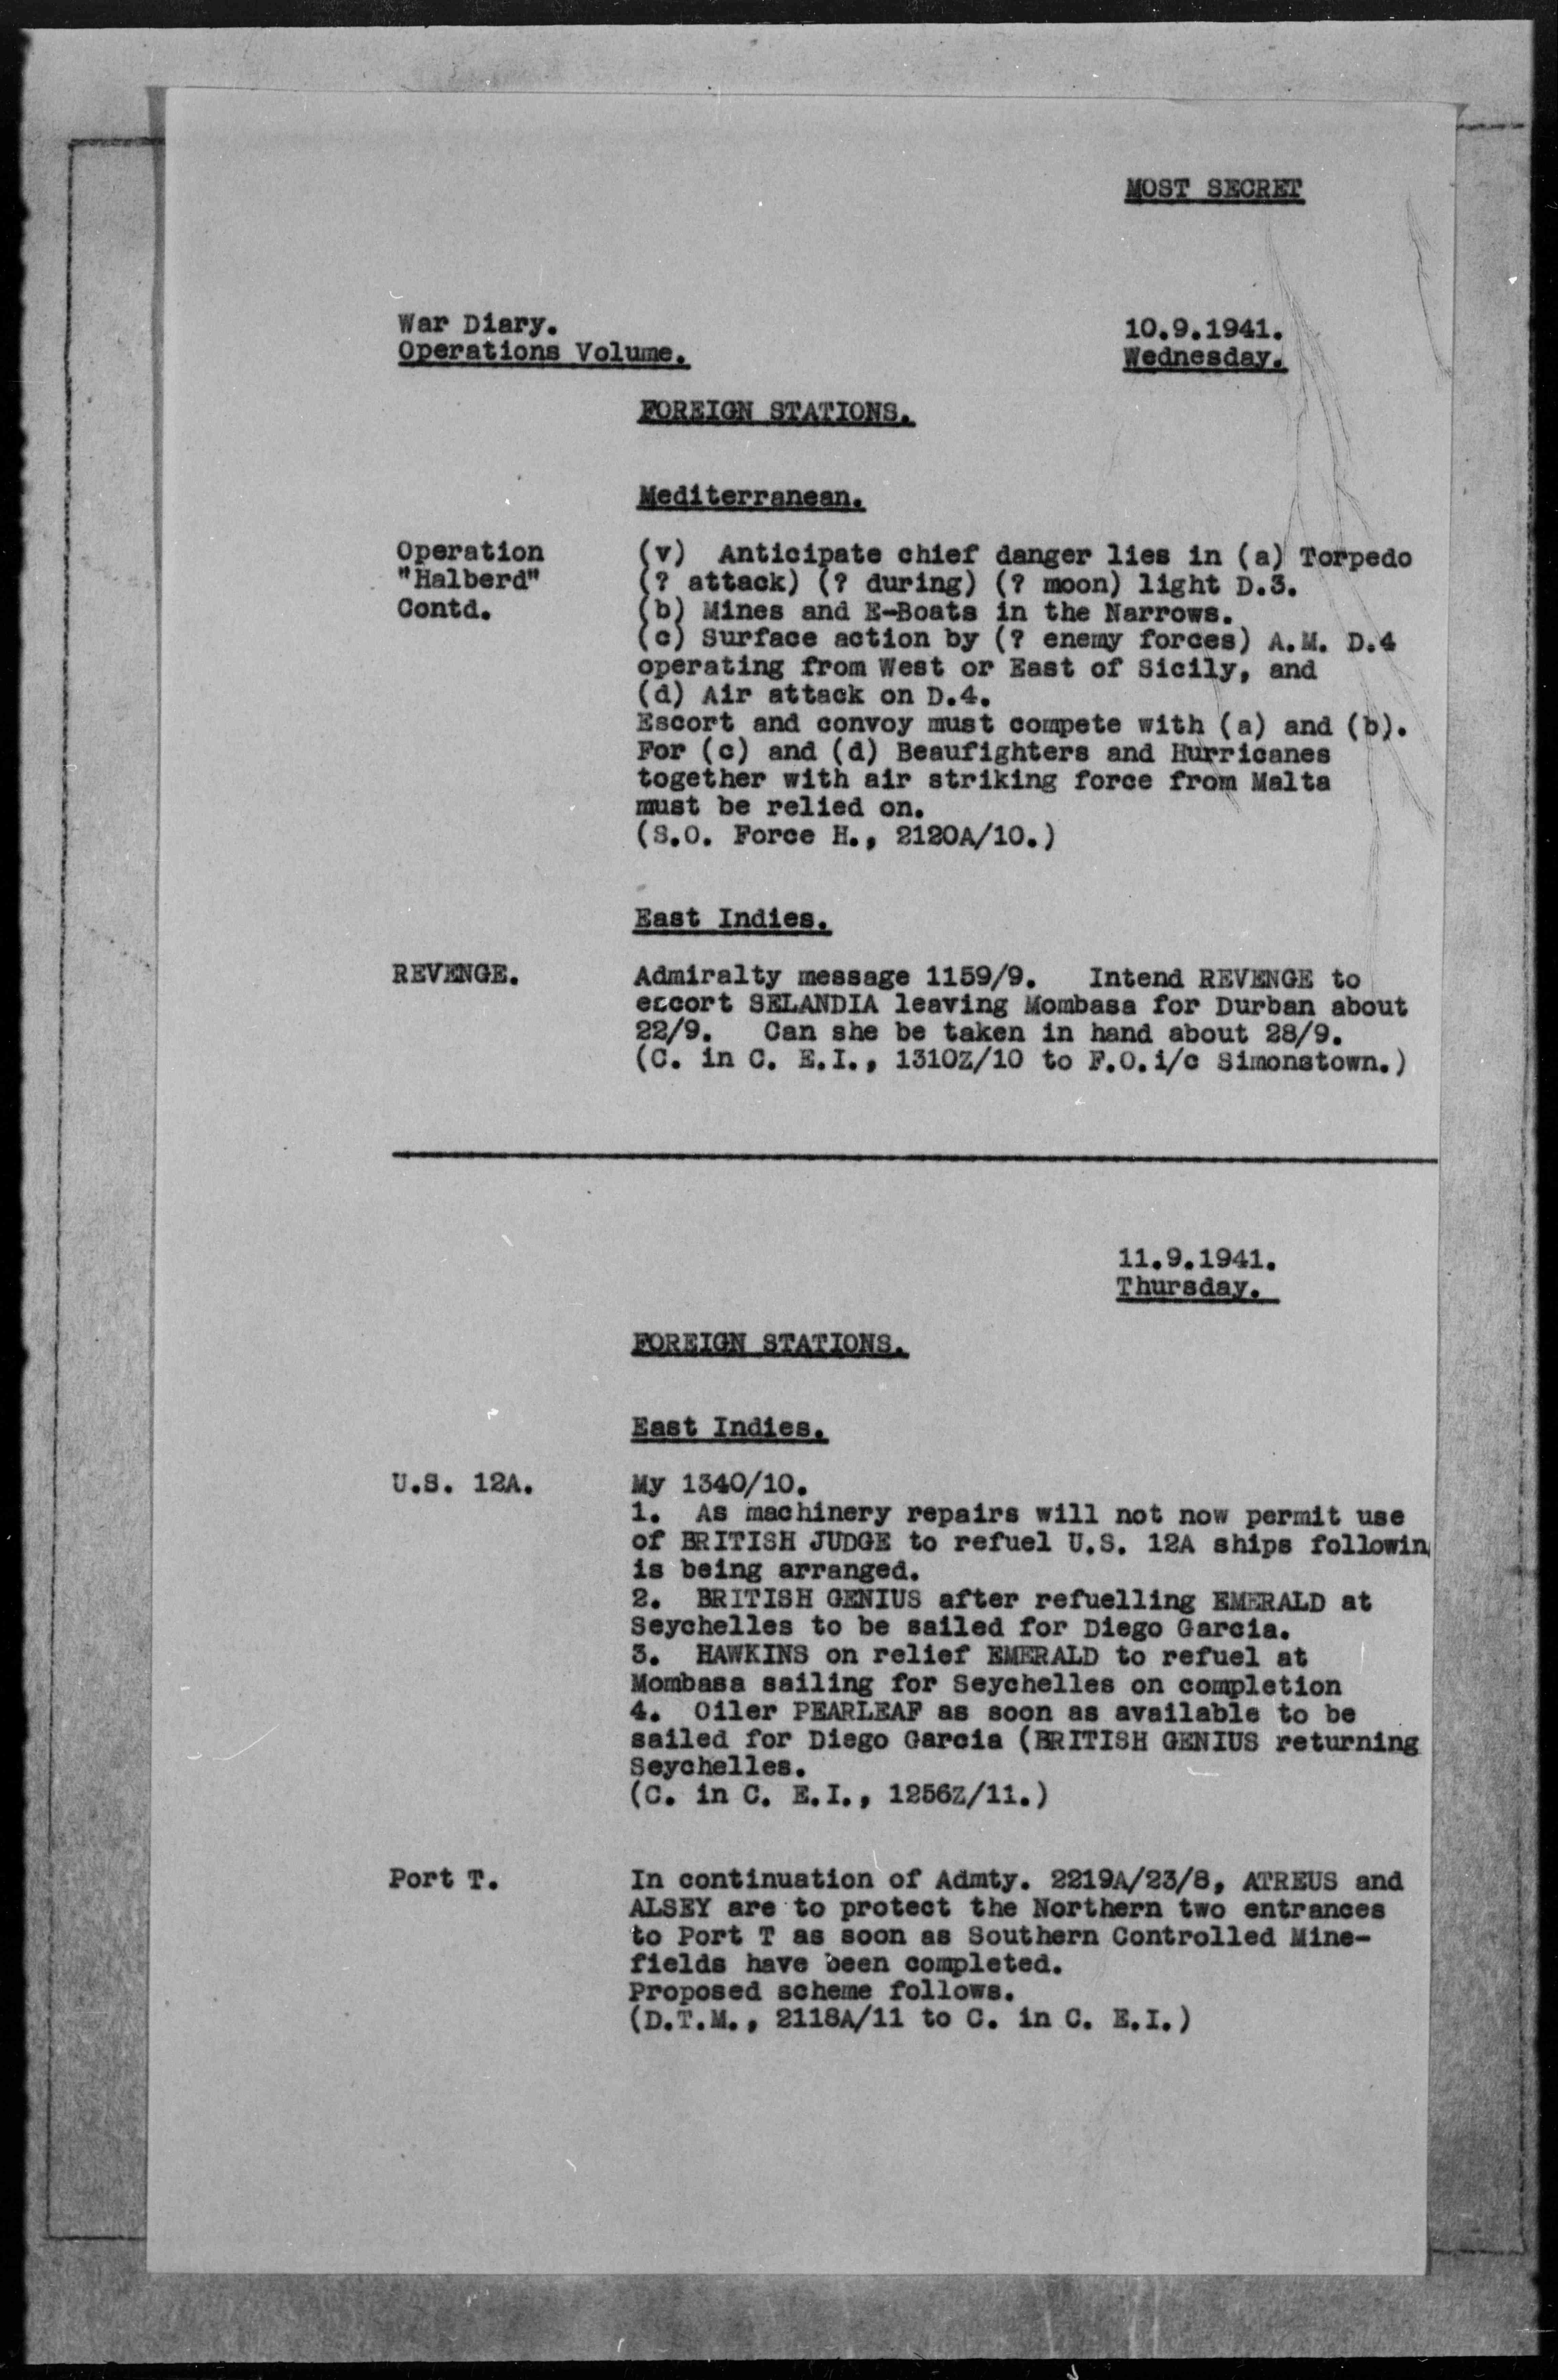 MOST SECRET
War Diary.
Operations Volume.
10.9.1941.
Wednesday.
FOREIGN STATIONS.
Mediterranean.
Operation
"Halberd"
Contd.
(v) Anticipate chief danger lies in (a) Torpedo
(? attack) (? during) (? moon) light D.3.
(b) Mines and E-Boats in the Narrows.
(c) Surface action by (? enemy forces) A.M. D.4
operating from West or East of Sicily, and
(d) Air attack on D.4.
Escort and convoy must compete with (a) and (b).
For (c) and (d) Beaufighters and Hurricanes
together with air striking force from Malta
must be relied on.
(S.O. Force H., 2120A/10.)
East Indies.
REVENGE.
Admiralty message 1159/9. Intend REVENGE to
escort SELANDIA leaving Mombasa for Durban about
22/9. Can she be taken in hand about 28/9.
(C. in C. E.I., 1310Z/10 to F.O.i/c Simonstown.)
11.9.1941.
Thursday.
FOREIGN STATIONS.
East Indies.
U.S. 12A.
My 1340/10.
1. As machinery repairs will not now permit use
of BRITISH JUDGE to refuel U.S. 12A ships followin
is being arranged.
2. BRITISH GENIUS after refuelling EMERALD at
Seychelles to be sailed for Diego Garcia.
3. HAWKINS on relief EMERALD to refuel at
Mombasa sailing for Seychelles on completion
4. Oiler PEARLEAF as soon as available to be
sailed for Diego Garcia (BRITISH GENIUS returning
Seychelles.
(C. in C. E.I., 1256Z/11.)
Port T.
In continuation of Admty. 2219A/23/8, ATREUS and
ALSEY are to protect the Northern two entrances
to Port T as soon as Southern Controlled Mine-
fields have been completed.
Proposed scheme follows.
(D.T.M., 2118A/11 to C. in C. E.I.)